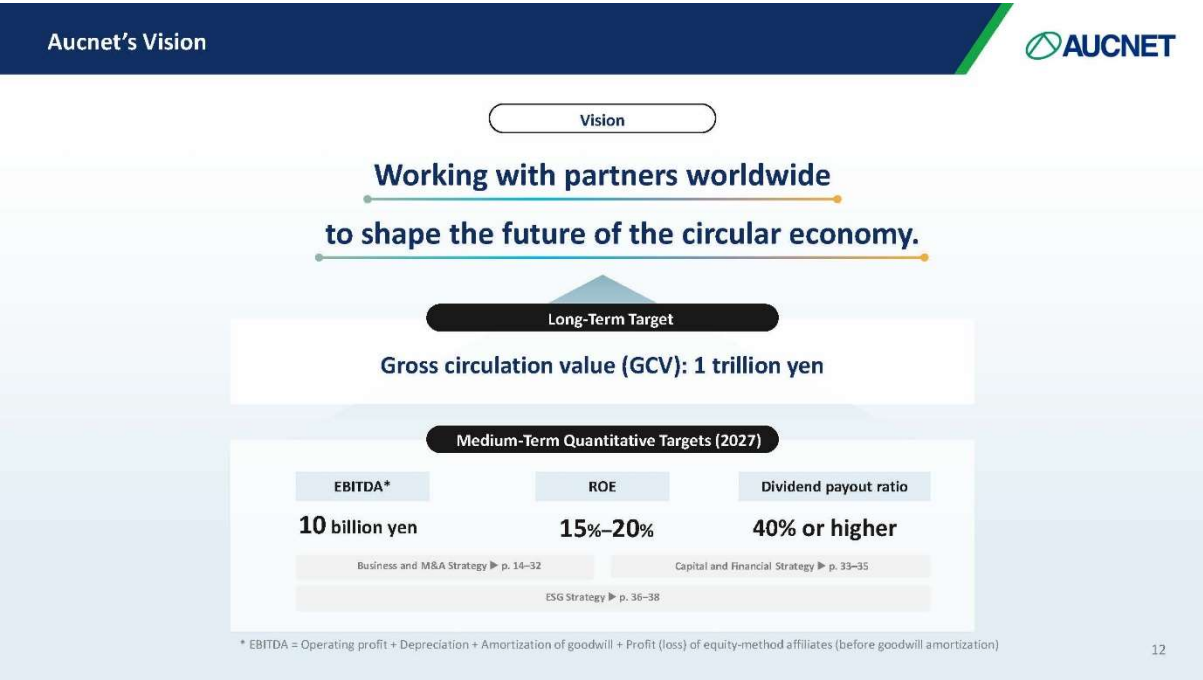 Aucnet's Vision
AUCNET
Vision
Working with partners worldwide
to shape the future of the circular economy.
Long-Term Target
Gross circulation value (GCV): 1 trillion yen
Medium-Term Quantitative Targets (2027)
EBITDA* ROE Dividend payout ratio
10 billion yen 15%–20% 40% or higher
Business and M&A Strategy ▶ p. 14–32 Capital and Financial Strategy ▶ p. 33–35
ESG Strategy ▶ p. 36–38
* EBITDA = Operating profit + Depreciation + Amortization of goodwill + Profit (loss) of equity-method affiliates (before goodwill amortization)
12